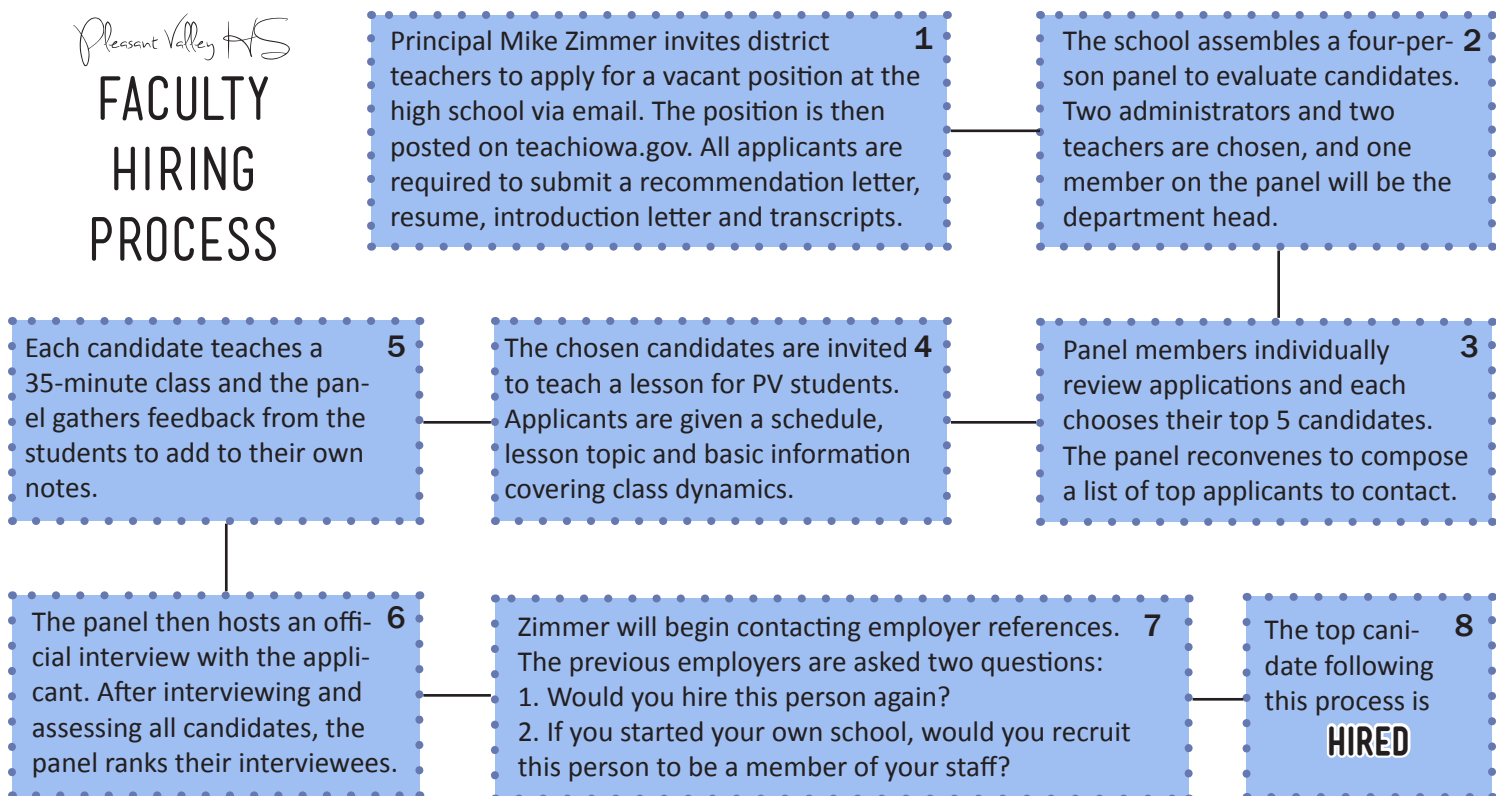 Pleasant Valley HS
FACULTY
HIRING
PROCESS
Principal Mike Zimmer invites district 1
teachers to apply for a vacant position at the
high school via email. The position is then
posted on teachiowa.gov. All applicants are
required to submit a recommendation letter,
resume, introduction letter and transcripts.
The school assembles a four-per- 2
son panel to evaluate candidates.
Two administrators and two
teachers are chosen, and one
member on the panel will be the
department head.
Panel members individually 3
review applications and each
chooses their top 5 candidates.
The panel reconvenes to compose
a list of top applicants to contact.
The chosen candidates are invited 4
to teach a lesson for PV students.
Applicants are given a schedule,
lesson topic and basic information
covering class dynamics.
Each candidate teaches a 5
35-minute class and the pan-
el gathers feedback from the
students to add to their own
notes.
The panel then hosts an offi- 6
cial interview with the appli-
cant. After interviewing and
assessing all candidates, the
panel ranks their interviewees.
Zimmer will begin contacting employer references. 7
The previous employers are asked two questions:
1. Would you hire this person again?
2. If you started your own school, would you recruit
this person to be a member of your staff?
The top cani- 8
date following
this process is
HIRED